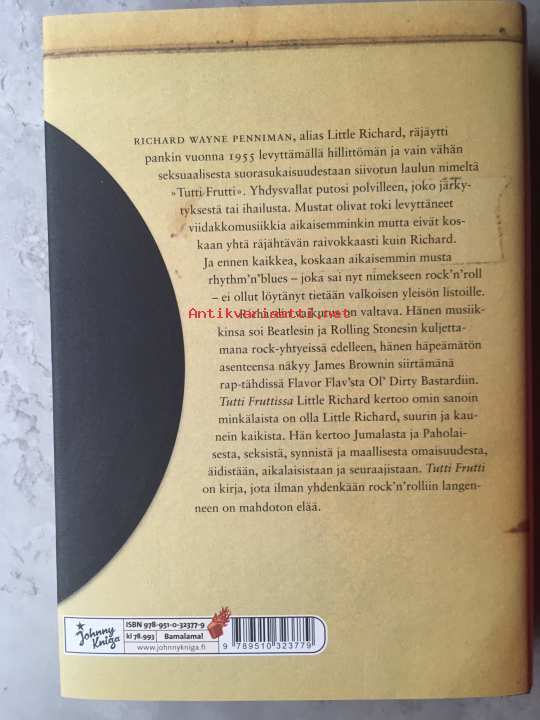 RICHARD WAYNE PENNIMAN, alias Little Richard, räjäytti
pankin vuonna 1955 levyttämällä hillittömän ja vain vähän
seksuaalisesta suorasukaisuudestaan siivotun laulun nimeltä
»Tutti Frutti». Yhdysvallat putosi polvilleen, joko järky-
tyksestä tai ihailusta. Mustat olivat toki levyttäneet
viidakkomusiikkia aikaisemminkin mutta eivät kos-
kaan yhtä räjähtävän raivokkaasti kuin Richard.
Ja ennen kaikkea, koskaan aikaisemmin musta
rhythm'n'blues – joka sai nyt nimekseen rock'n'roll
– ei ollut löytänyt tietään valkoisen yleisön listoille.
Antikvariaatti.net
Richardin vaikutus on valtava. Hänen musiik-
kinsa soi Beatlesin ja Rolling Stonesin kuljetta-
mana rock-yhtyeissä edelleen, hänen häpeämätön
asenteensa näkyy James Brownin siirtämänä
rap-tähdissä Flavor Flav'sta Ol' Dirty Bastardiin.
Tutti Fruttissa Little Richard kertoo omin sanoin
minkälaista on olla Little Richard, suurin ja kau-
nein kaikista. Hän kertoo Jumalasta ja Paholai-
sesta, seksistä, synnistä ja maallisesta omaisuudesta,
äidistään, aikalaisistaan ja seuraajistaan. Tutti Frutti
on kirja, jota ilman yhdenkään rock'n'rolliin langen-
neen on mahdoton elää.
Johnny
Kniga
ISBN 978-951-0-32377-9
kl 78.993 Bamalama!
www.johnnykniga.fi
9 789510 323779